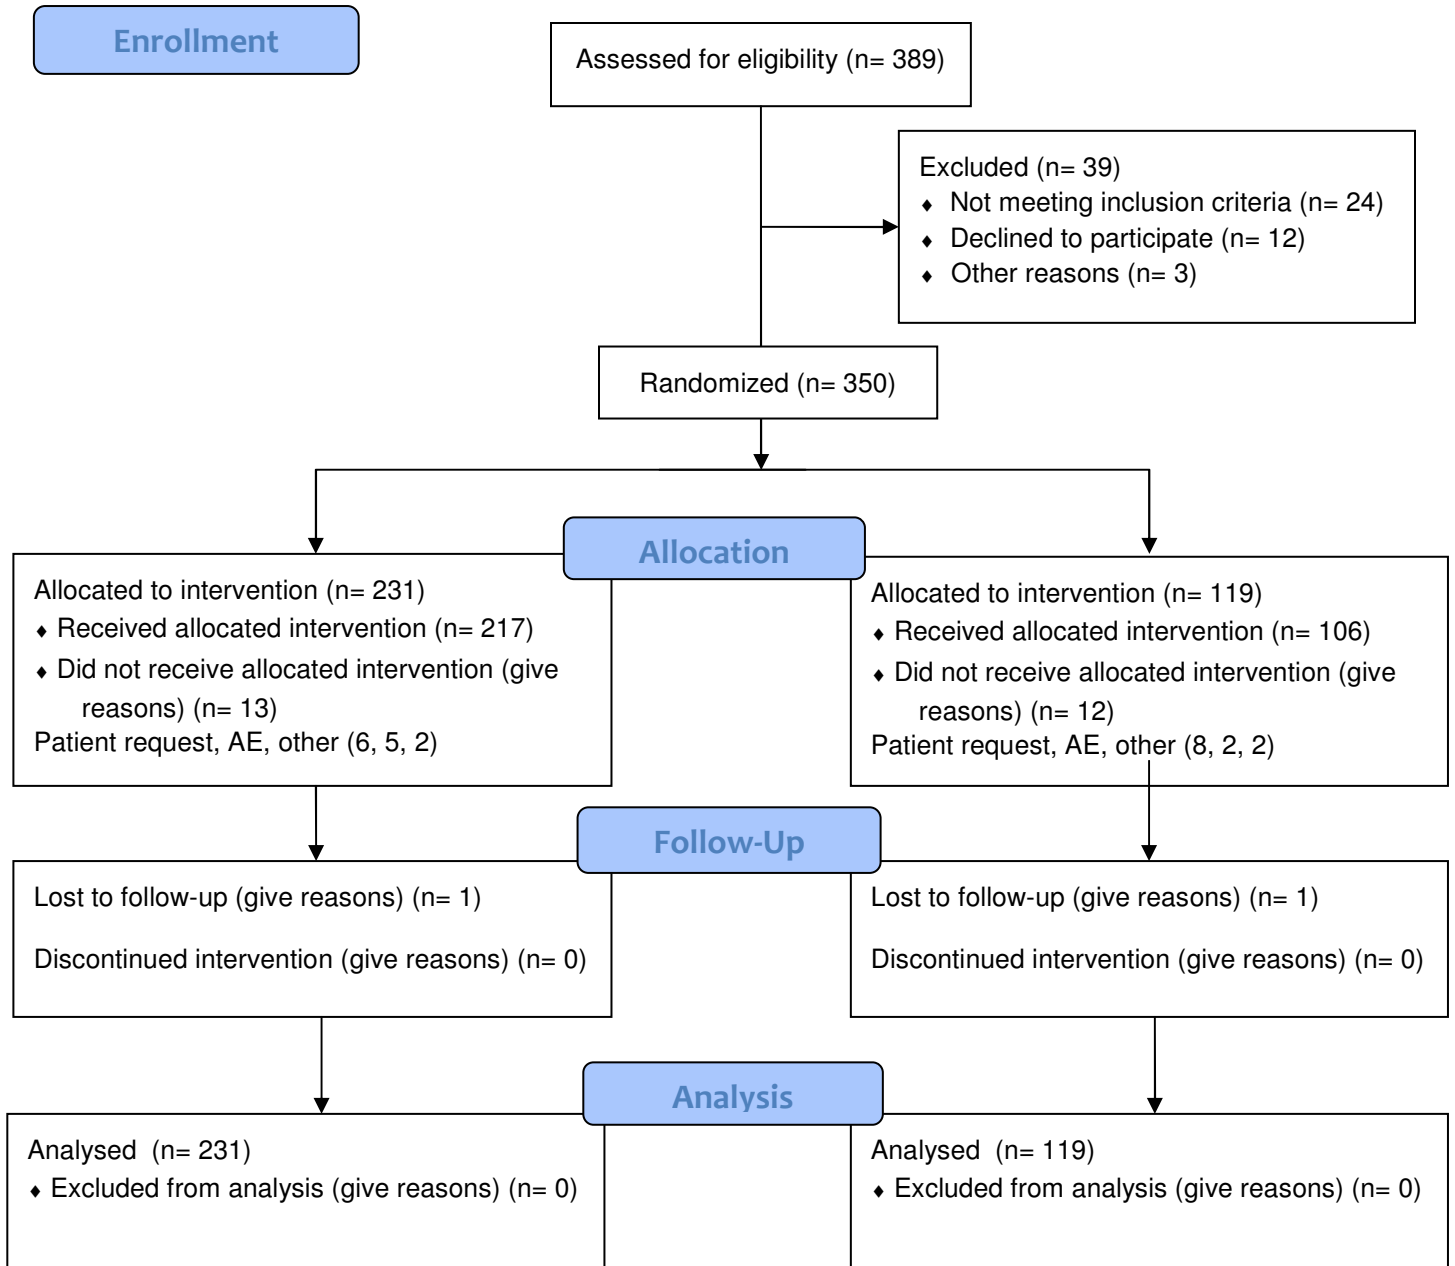 Enrollment
Assessed for eligibility (n= 389)
Excluded (n= 39)
♦ Not meeting inclusion criteria (n= 24)
♦ Declined to participate (n= 12)
♦ Other reasons (n= 3)
Randomized (n= 350)
Allocation
Allocated to intervention (n= 231)
♦ Received allocated intervention (n= 217)
♦ Did not receive allocated intervention (give
reasons) (n= 13)
Patient request, AE, other (6, 5, 2)
Allocated to intervention (n= 119)
♦ Received allocated intervention (n= 106)
♦ Did not receive allocated intervention (give
reasons) (n= 12)
Patient request, AE, other (8, 2, 2)
Follow-Up
Lost to follow-up (give reasons) (n= 1)
Discontinued intervention (give reasons) (n= 0)
Lost to follow-up (give reasons) (n= 1)
Discontinued intervention (give reasons) (n= 0)
Analysis
Analysed (n= 231)
♦ Excluded from analysis (give reasons) (n= 0)
Analysed (n= 119)
♦ Excluded from analysis (give reasons) (n= 0)